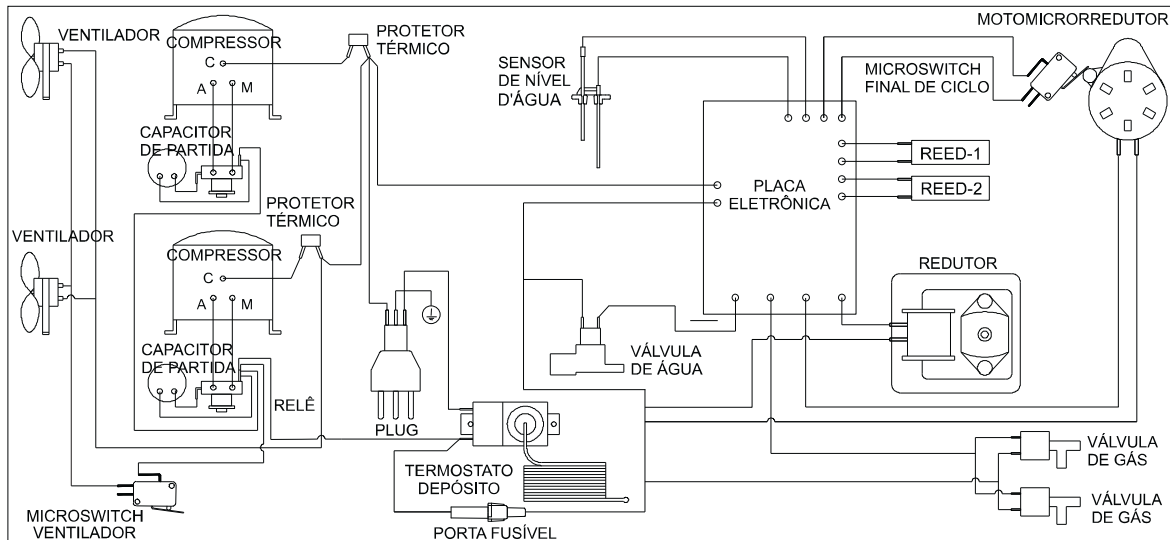 VENTILADOR
COMPRESSOR
C
A
M
CAPACITOR
DE PARTIDA
PROTETOR
TÉRMICO
SENSOR
DE NÍVEL
D'ÁGUA
MICROSWITCH
FINAL DE CICLO
MOTOMICRORREDUTOR
REED-1
REED-2
PLACA
ELETRÔNICA
PROTETOR
TÉRMICO
VENTILADOR
COMPRESSOR
C
A
M
CAPACITOR
DE PARTIDA
RELÊ
PLUG
VÁLVULA
DE ÁGUA
REDUTOR
TERMOSTATO
DEPÓSITO
PORTA FUSÍVEL
MICROSWITCH
VENTILADOR
VÁLVULA
DE GÁS
VÁLVULA
DE GÁS